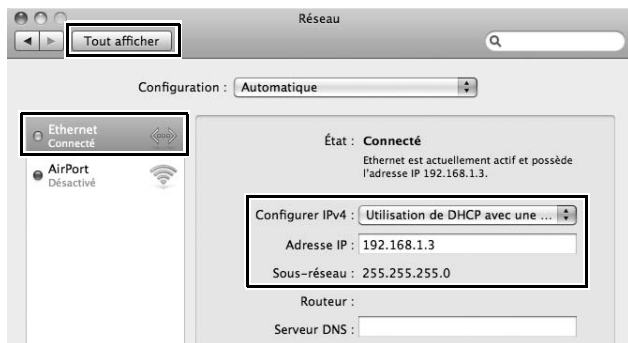 Réseau
Tout afficher
Configuration : Automatique
Ethernet
Connecté
AirPort
Désactivé
État : Connecté
Ethernet est actuellement actif et possède
l'adresse IP 192.168.1.3.
Configurer IPv4 : Utilisation de DHCP avec une ...
Adresse IP : 192.168.1.3
Sous-réseau : 255.255.255.0
Routeur :
Serveur DNS :